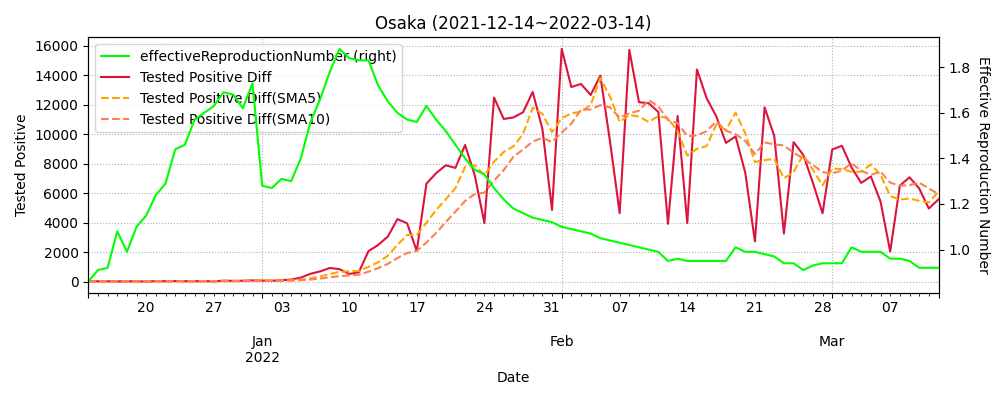 Osaka (2021-12-14~2022-03-14)
effectiveReproductionNumber (right)
Tested Positive Diff
Tested Positive Diff(SMA5)
Tested Positive Diff(SMA10)
Tested Positive
16000
14000
12000
10000
8000
6000
4000
2000
0
Effective Reproduction Number
1.8
1.6
1.4
1.2
1.0
20 27 03 10 17 24 31 07 14 21 28 07
Jan Feb Mar
2022
Date